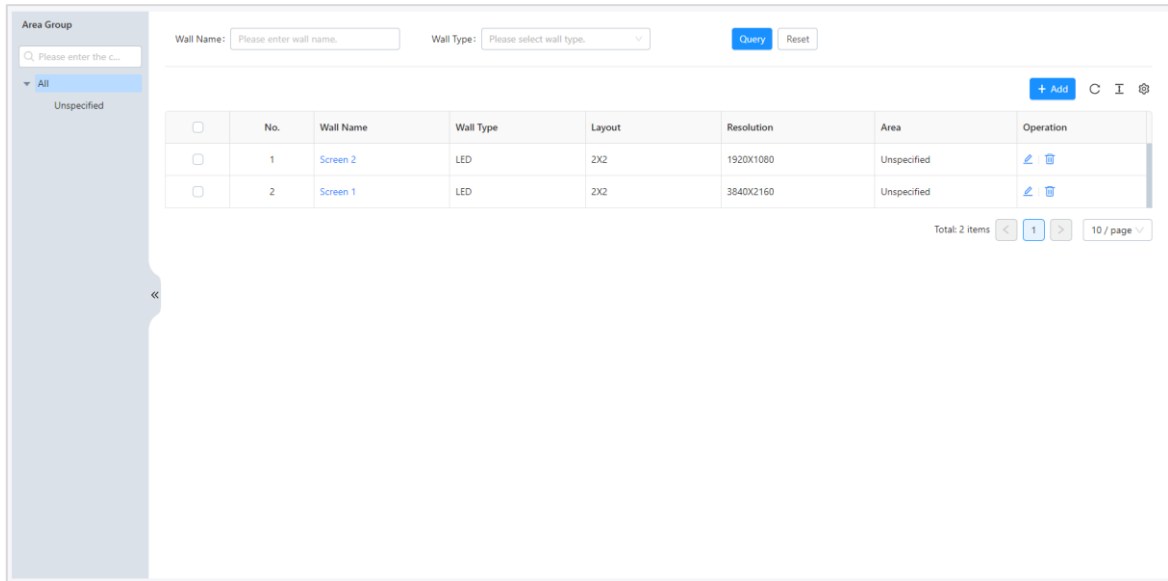 Area Group
Please enter the c...
All
Unspecified
Wall Name: Please enter wall name. Wall Type: Please select wall type. Query Reset
+ Add
No. Wall Name Wall Type Layout Resolution Area Operation
1 Screen 2 LED 2X2 1920X1080 Unspecified
2 Screen 1 LED 2X2 3840X2160 Unspecified
Total: 2 items < 1 > 10 / page